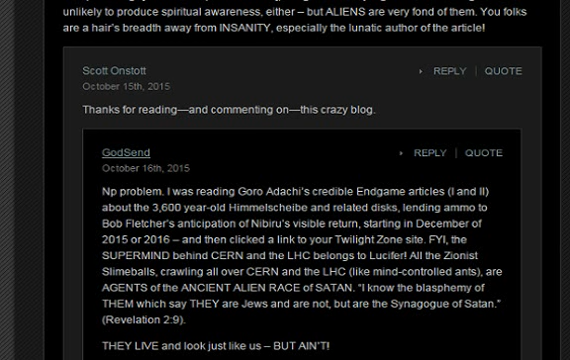 unlikely to produce spiritual awareness, either – but ALIENS are very fond of them. You folks
are a hair's breadth away from INSANITY, especially the lunatic author of the article!
Scott Onstott
REPLY | QUOTE
October 15th, 2015
Thanks for reading—and commenting on—this crazy blog.
GodSend
REPLY | QUOTE
October 16th, 2015
Np problem. I was reading Goro Adachi's credible Endgame articles (I and II)
about the 3,600 year-old Himmelscheibe and related disks, lending ammo to
Bob Fletcher's anticipation of Nibiru's visible return, starting in December of
2015 or 2016 – and then clicked a link to your Twilight Zone site. FYI, the
SUPERMIND behind CERN and the LHC belongs to Lucifer! All the Zionist
Slimeballs, crawling all over CERN and the LHC (like mind-controlled ants), are
AGENTS of the ANCIENT ALIEN RACE of SATAN. "I know the blasphemy of
THEM which say THEY are Jews and are not, but are the Synagogue of Satan."
(Revelation 2:9).
THEY LIVE and look just like us – BUT AIN'T!